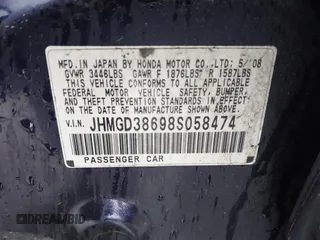 MFD. IN JAPAN BY HONDA MOTOR CO.,LTD: 5/'08
GVWR 3446LBS GAWR F 1876LBS R 1587LBS
THIS VEHICLE CONFORMS TO ALL APPLICABLE
FEDERAL MOTOR VEHICLE SAFETY, BUMPER,
AND THEFT PREVENTION STANDARDS IN
EFFECT ON THE DATE OF MANUFACTURE
SHOWN ABOVE.
V.I.N. JHMGD38698S058474
PASSENGER CAR
DREAMBID